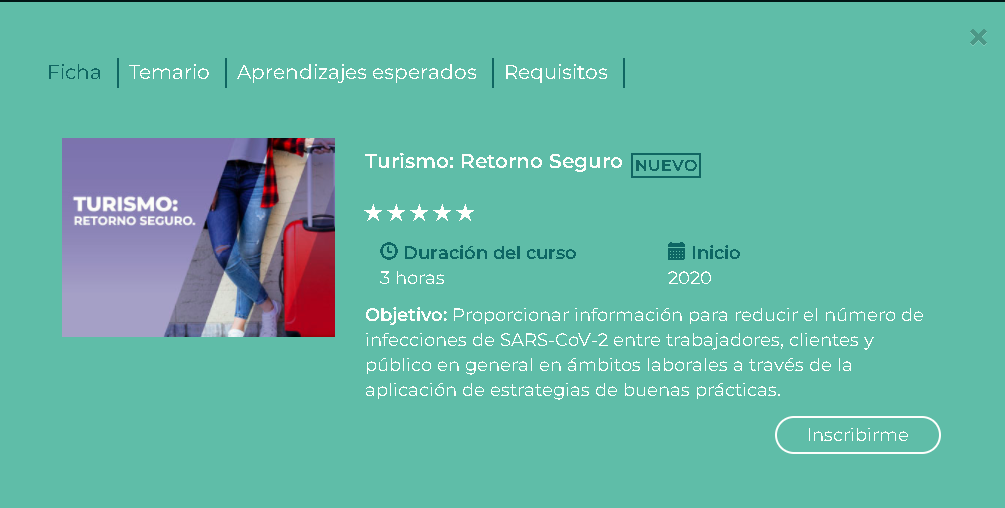 Ficha
Temario
Aprendizajes esperados
Requisitos
TURISMO:
RETORNO SEGURO.
Turismo: Retorno Seguro NUEVO
Duración del curso
3 horas
Inicio
2020
Objetivo: Proporcionar información para reducir el número de
infecciones de SARS-CoV-2 entre trabajadores, clientes y
público en general en ámbitos laborales a través de la
aplicación de estrategias de buenas prácticas.
Inscribirme